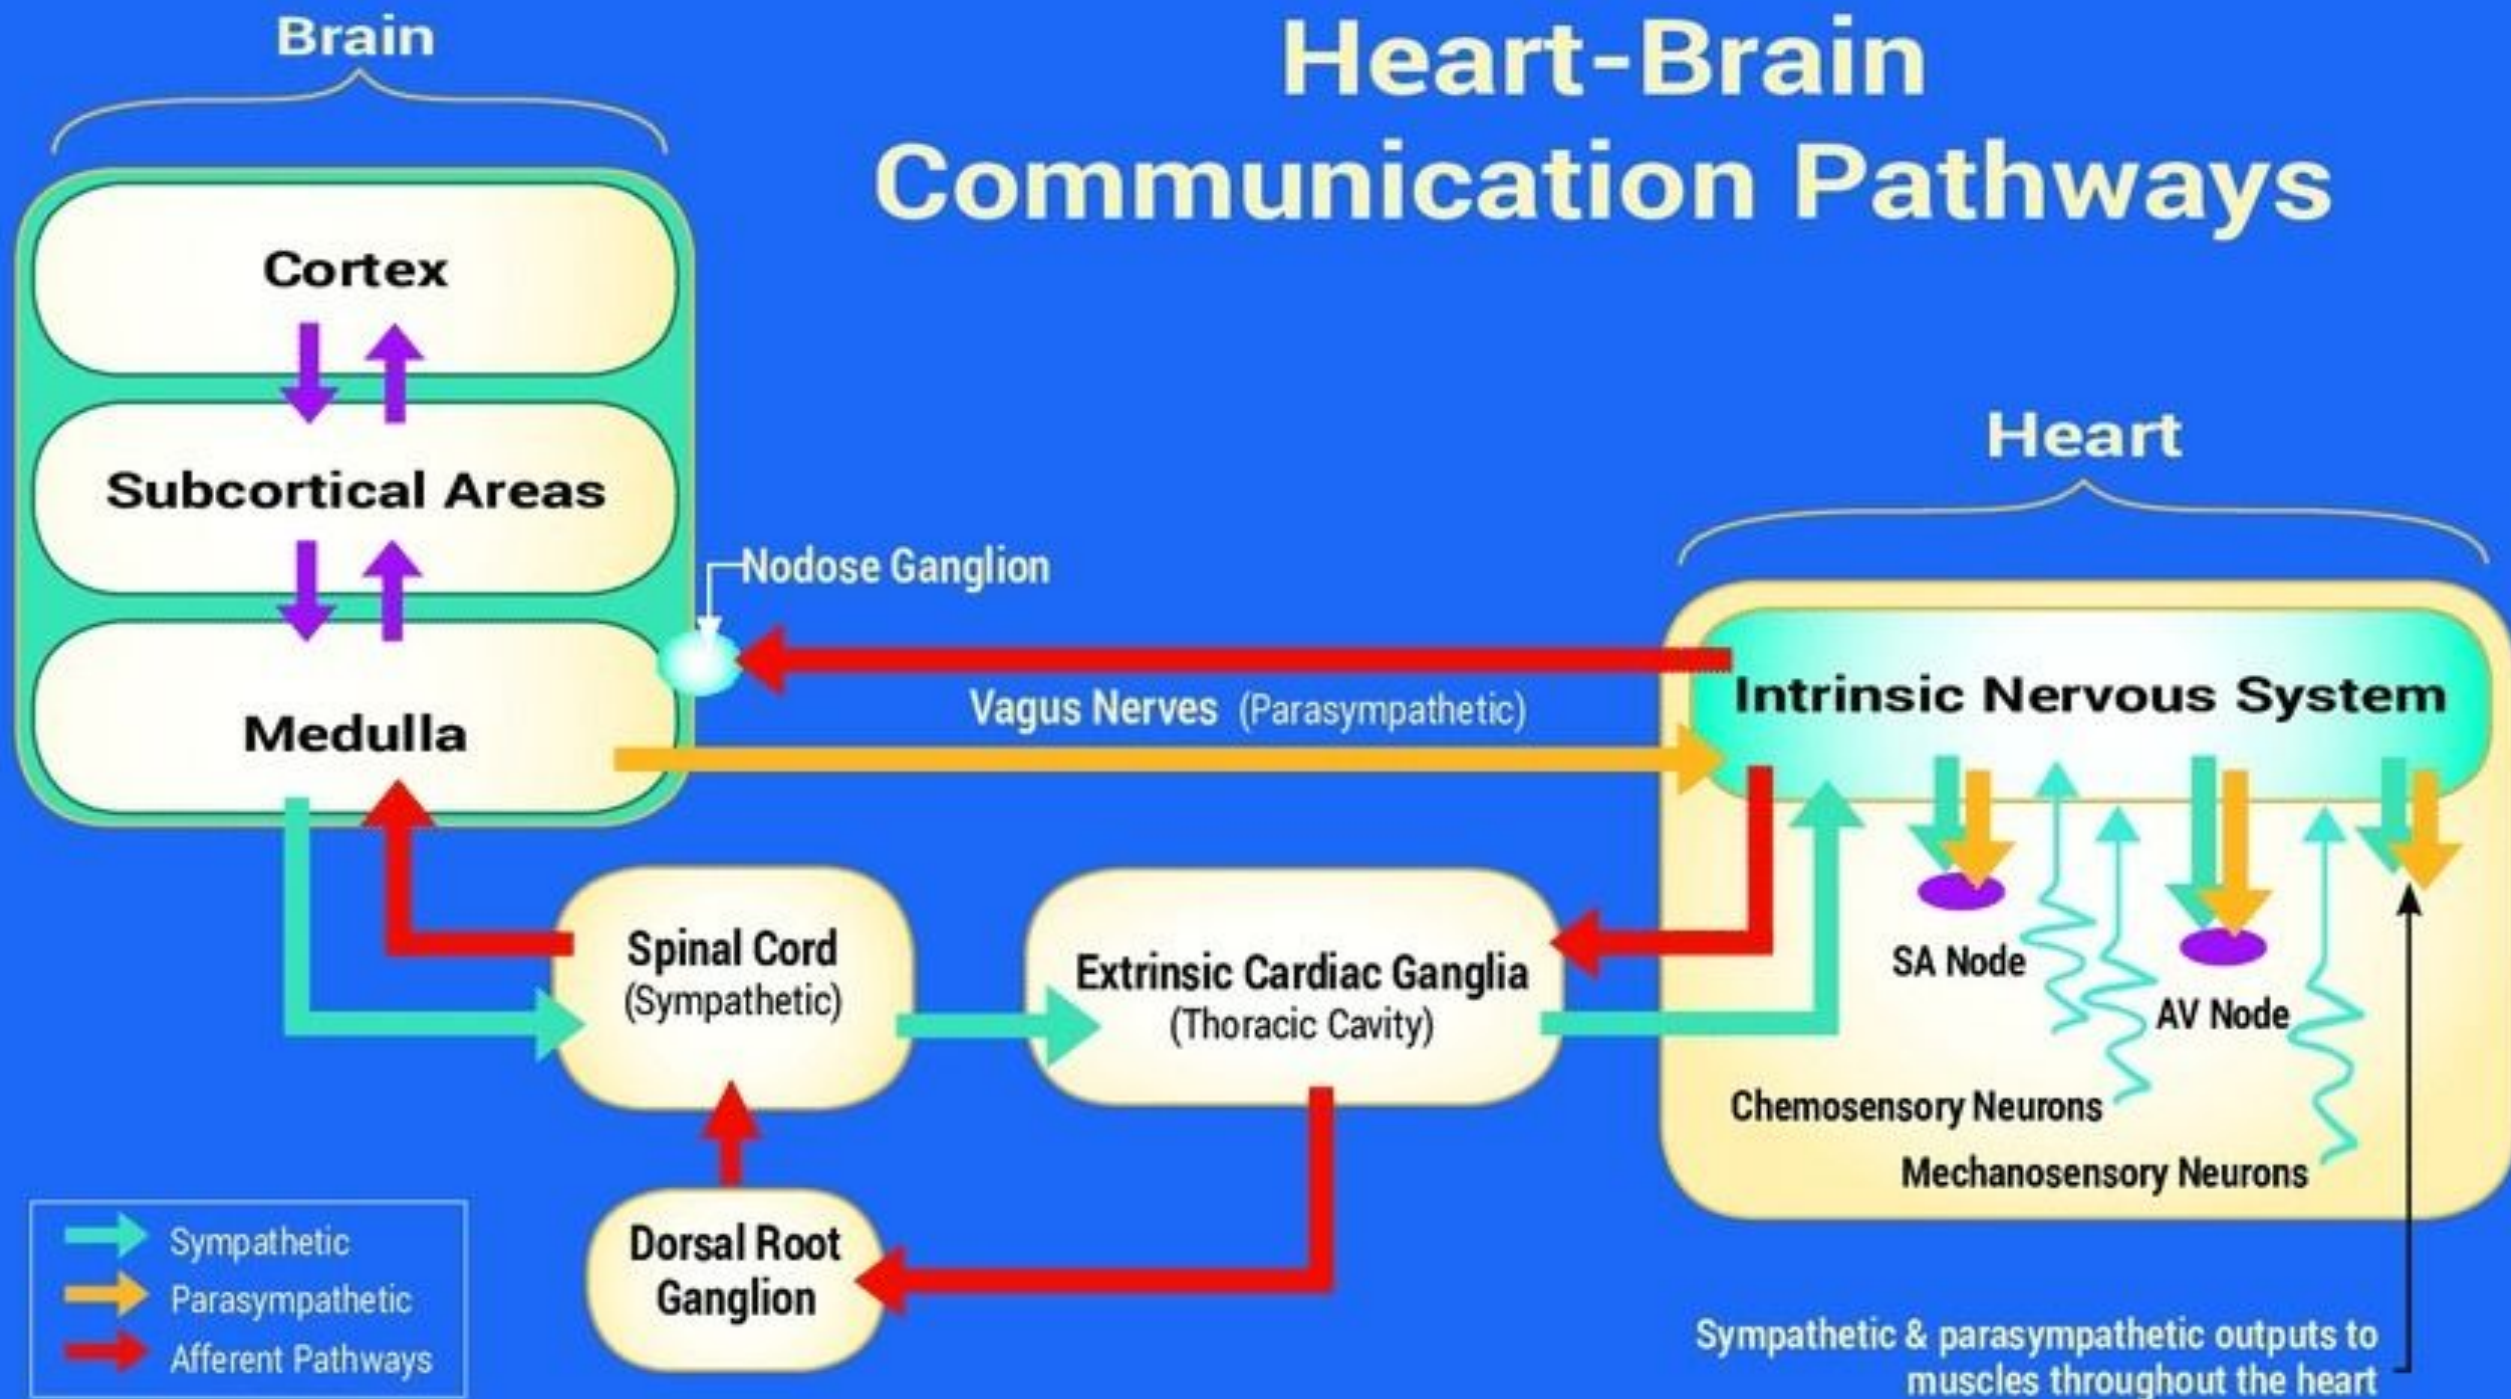 Brain
Heart-Brain
Communication Pathways
Cortex
Subcortical Areas
Medulla
Nodose Ganglion
Vagus Nerves (Parasympathetic)
Heart
Intrinsic Nervous System
SA Node
AV Node
Chemosensory Neurons
Mechanosensory Neurons
Spinal Cord
(Sympathetic)
Extrinsic Cardiac Ganglia
(Thoracic Cavity)
Dorsal Root
Ganglion
Sympathetic
Parasympathetic
Afferent Pathways
Sympathetic & parasympathetic outputs to
muscles throughout the heart